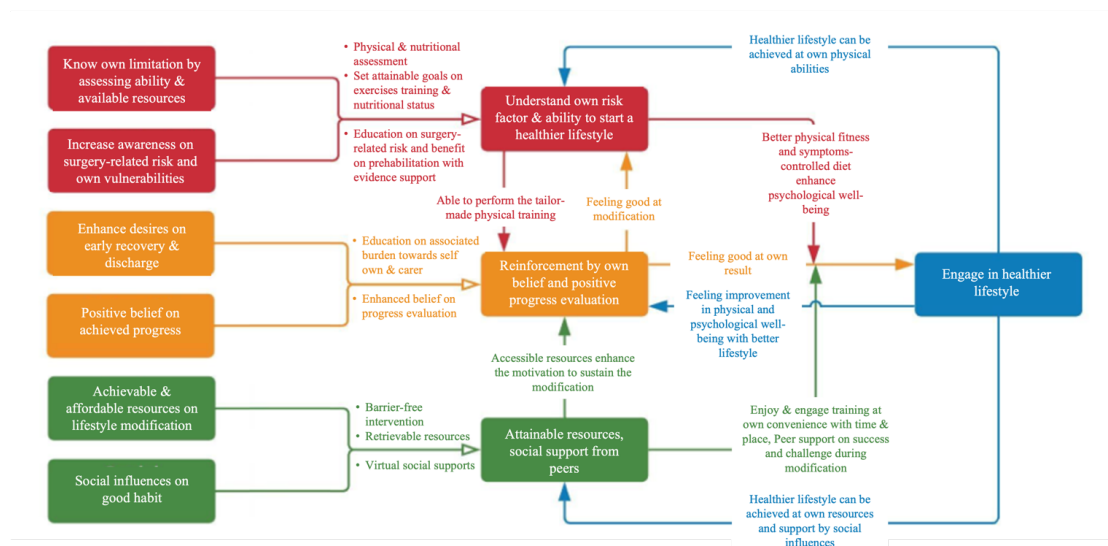 Know own limitation by
assessing ability &
available resources
Increase awareness on
surgery-related risk and
own vulnerabilities
Enhance desires on
early recovery &
discharge
Positive belief on
achieved progress
Achievable &
affordable resources on
lifestyle modification
Social influences on
good habit
• Physical & nutritional
assessment
• Set attainable goals on
exercises training &
nutritional status
• Education on surgery-
related risk and benefit
on prehabilitation with
evidence support
• Education on associated
burden towards self
own & carer
• Enhanced belief on
progress evaluation
• Barrier-free
intervention
• Retrievable resources
• Virtual social supports
Understand own risk
factor & ability to start a
healthier lifestyle
Able to perform the tailor-
made physical training
Feeling good at
modification
Reinforcement by own
belief and positive
progress evaluation
Accessible resources enhance
the motivation to sustain the
modification
Attainable resources,
social support from
peers
Healthier lifestyle can be
achieved at own physical
abilities
Better physical fitness
and symptoms-
controlled diet
enhance
psychological well-
being
Feeling good at own
result
Feeling improvement
in physical and
psychological well-
being with better
lifestyle
Enjoy & engage training at
own convenience with time &
place, Peer support on success
and challenge during
modification
Healthier lifestyle can be
achieved at own resources
and support by social
influences
Engage in healthier
lifestyle